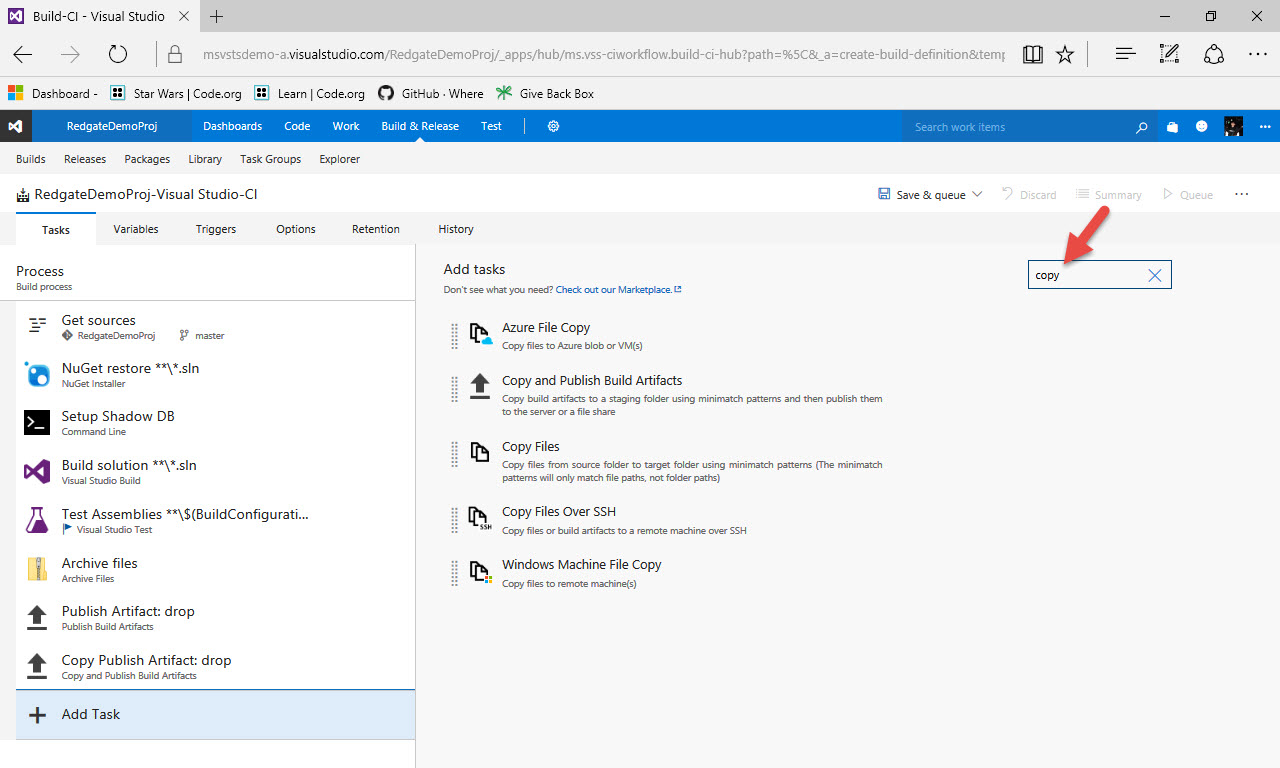 Build-CI - Visual Studio
msvstsdemo-a.visualstudio.com/RedgateDemoProj/_apps/hub/ms.vss-ciworkflow.build-ci-hub?path=%5C&_a=create-build-definition&temp
Dashboard - Star Wars | Code.org Learn | Code.org GitHub · Where Give Back Box
RedgateDemoProj Dashboards Code Work Build & Release Test Search work items
Builds Releases Packages Library Task Groups Explorer
RedgateDemoProj-Visual Studio-CI Save & queue Discard Summary Queue ...
Tasks Variables Triggers Options Retention History
Process
Build process
Get sources
RedgateDemoProj master
NuGet restore **\*.sln
NuGet Installer
Setup Shadow DB
Command Line
Build solution **\*.sln
Visual Studio Build
Test Assemblies **\$(BuildConfigurati...
Visual Studio Test
Archive files
Archive Files
Publish Artifact: drop
Publish Build Artifacts
Copy Publish Artifact: drop
Copy and Publish Build Artifacts
Add Task
Add tasks
copy
Don't see what you need? Check out our Marketplace.
Azure File Copy
Copy files to Azure blob or VM(s)
Copy and Publish Build Artifacts
Copy build artifacts to a staging folder using minimatch patterns and then publish them
to the server or a file share
Copy Files
Copy files from source folder to target folder using minimatch patterns (The minimatch
patterns will only match file paths, not folder paths)
SSH
Copy Files Over SSH
Copy files or build artifacts to a remote machine over SSH
Windows Machine File Copy
Copy files to remote machine(s)